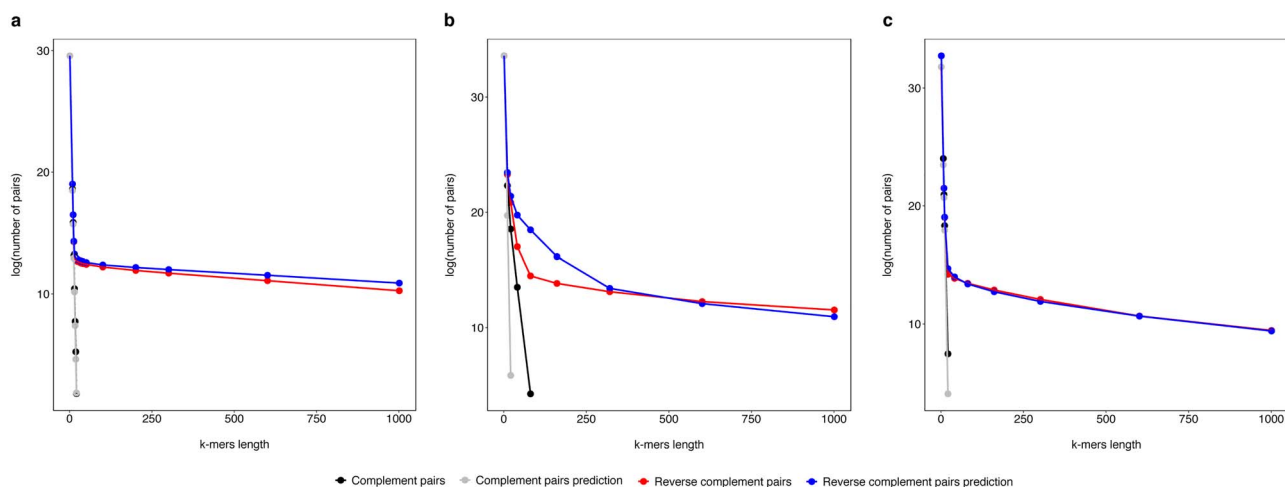 a
b
c
log(number of pairs)
30
20
10
0
250
500
750
1000
k-mers length
log(number of pairs)
30
20
10
0
250
500
750
1000
k-mers length
log(number of pairs)
30
20
10
0
250
500
750
1000
k-mers length
Complement pairs Complement pairs prediction Reverse complement pairs Reverse complement pairs prediction